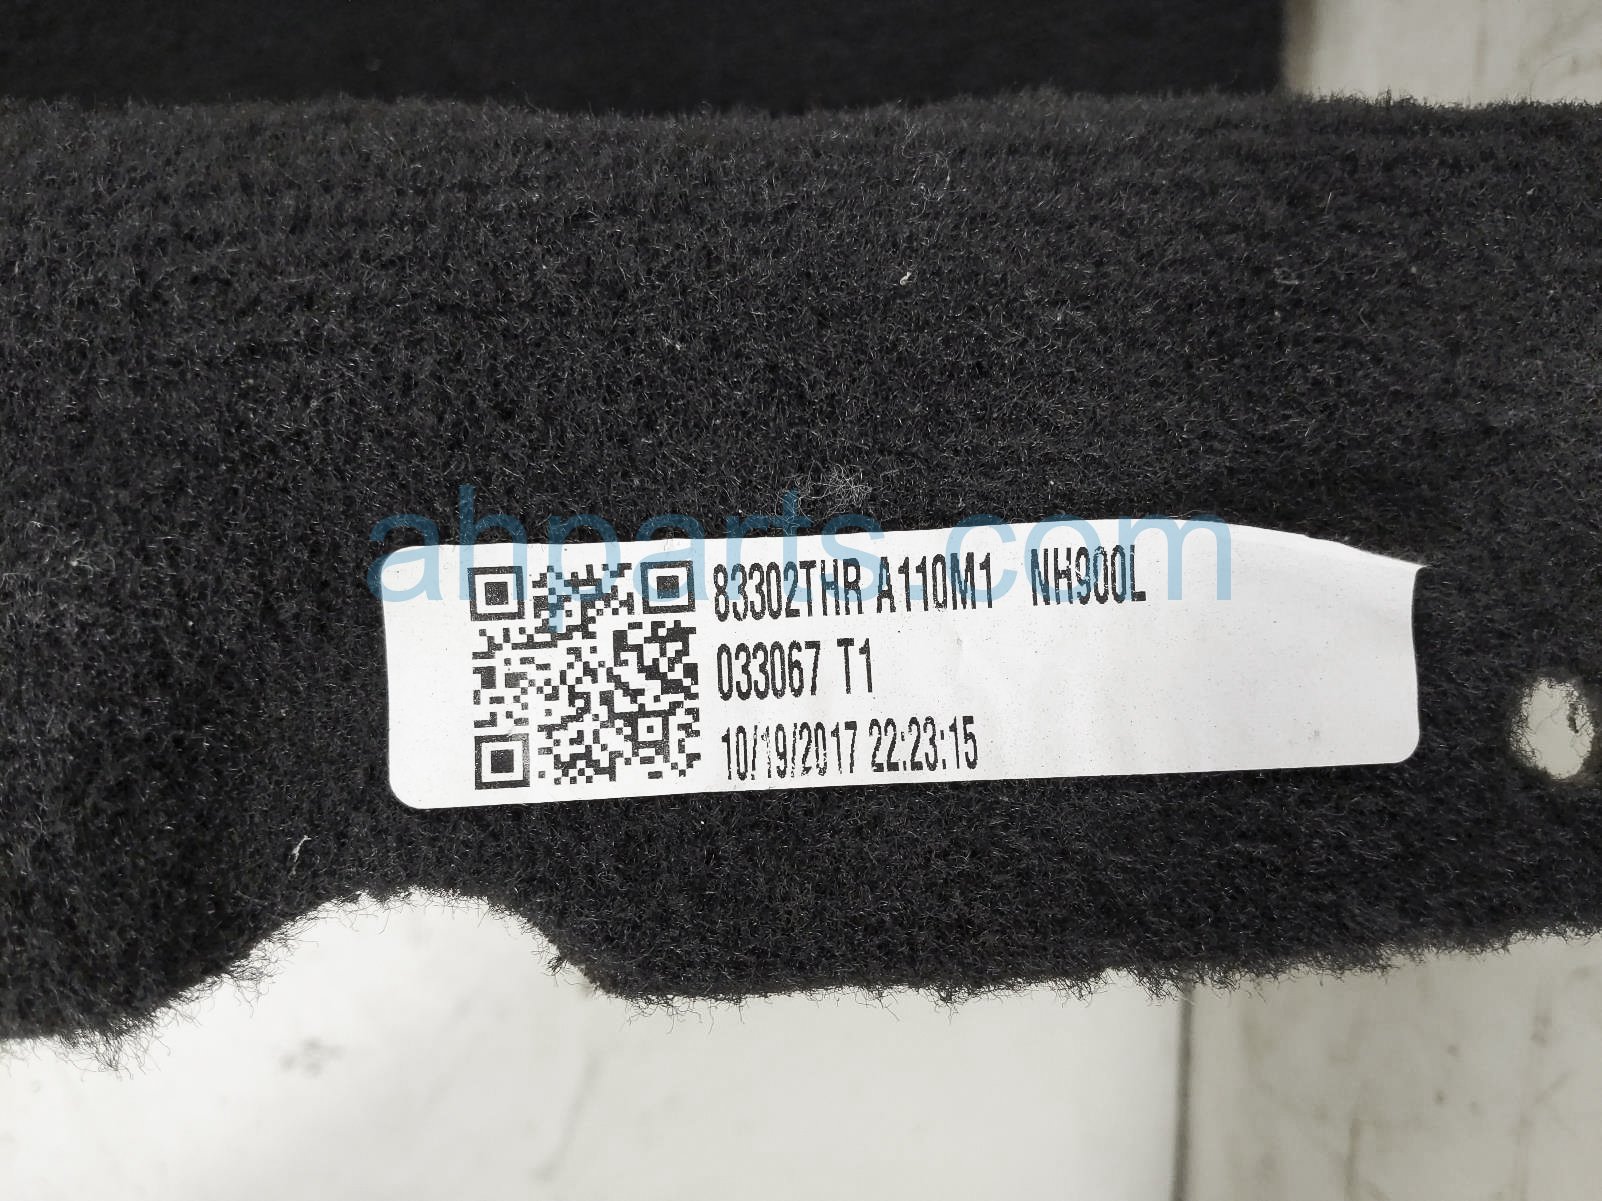 83302THR A110M1 NH900L
033067 T1
10/19/2017 22:23:15
ahparts.com